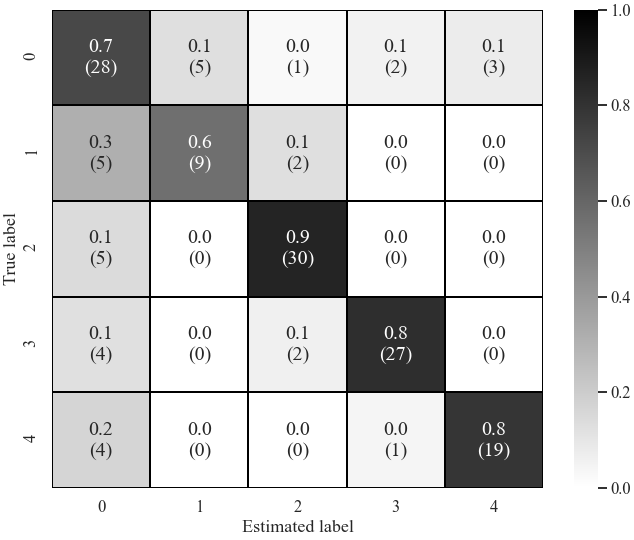 0.7 0.1 0.0 0.1 0.1
(28) (5) (1) (2) (3)
0.3 0.6 0.1 0.0 0.0
(5) (9) (2) (0) (0)
0.1 0.0 0.9 0.0 0.0
(5) (0) (30) (0) (0)
0.1 0.0 0.1 0.8 0.0
(4) (0) (2) (27) (0)
0.2 0.0 0.0 0.0 0.8
(4) (0) (0) (1) (19)
0
1
2
3
4
True label
0 1 2 3 4
Estimated label
1.0
0.8
0.6
0.4
0.2
0.0